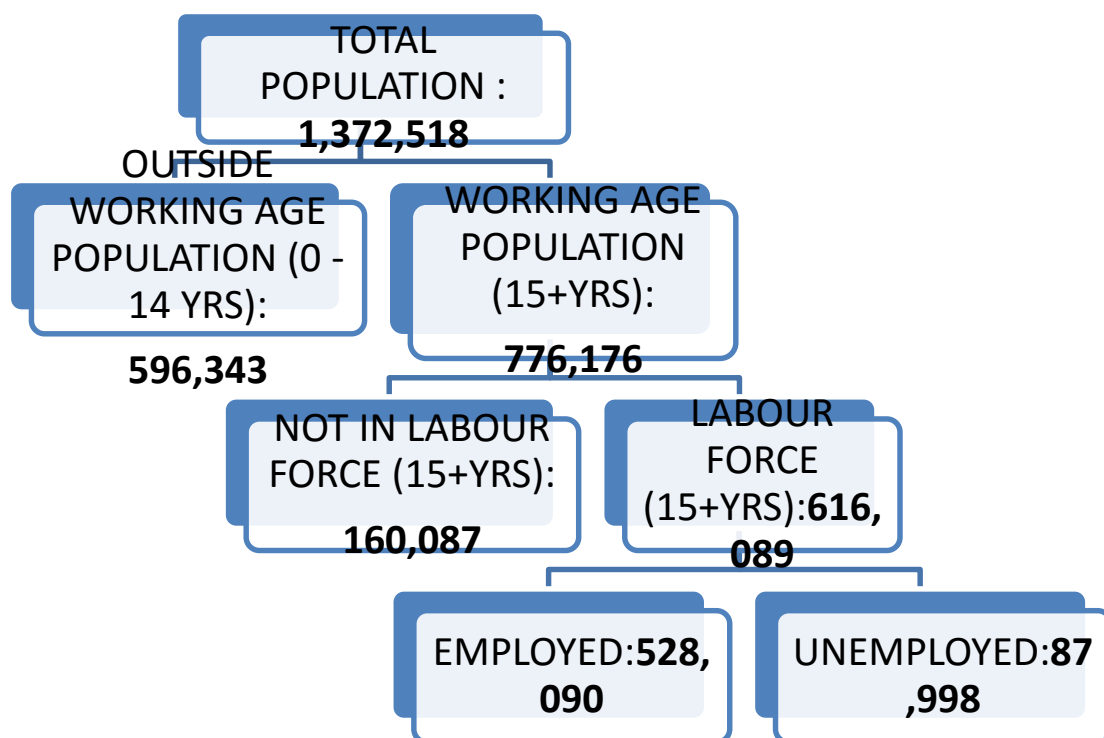 TOTAL
POPULATION :
1,372,518
OUTSIDE
WORKING AGE
POPULATION (0 -
14 YRS):
596,343
WORKING AGE
POPULATION
(15+YRS):
776,176
NOT IN LABOUR
FORCE (15+YRS):
160,087
LABOUR
FORCE
(15+YRS):616,
089
EMPLOYED:528,
090
UNEMPLOYED:87
,998